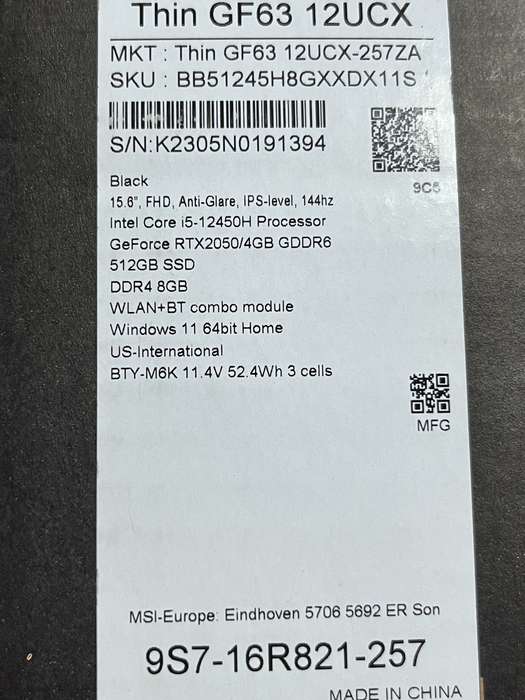 Thin GF63 12UCX
MKT : Thin GF63 12UCX-257ZA
SKU : BB51245H8GXXDX11S
S/N:K2305N0191394
9C5
Black
15.6", FHD, Anti-Glare, IPS-level, 144hz
Intel Core i5-12450H Processor
GeForce RTX2050/4GB GDDR6
512GB SSD
DDR4 8GB
WLAN+BT combo module
Windows 11 64bit Home
US-International
BTY-M6K 11.4V 52.4Wh 3 cells
MFG
MSI-Europe: Eindhoven 5706 5692 ER Son
9S7-16R821-257
MADE IN CHINA